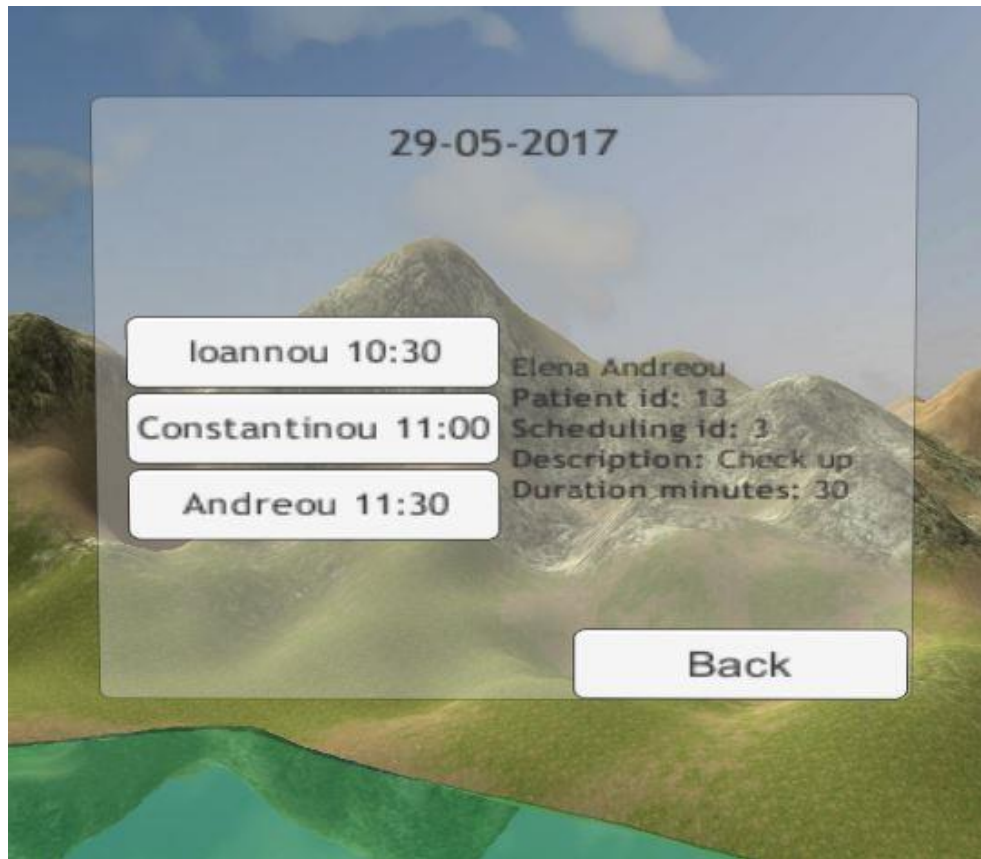 29-05-2017
Ioannou 10:30
Constantinou 11:00
Andreou 11:30
Elena Andreou
Patient id: 13
Scheduling id: 3
Description: Check up
Duration minutes: 30
Back